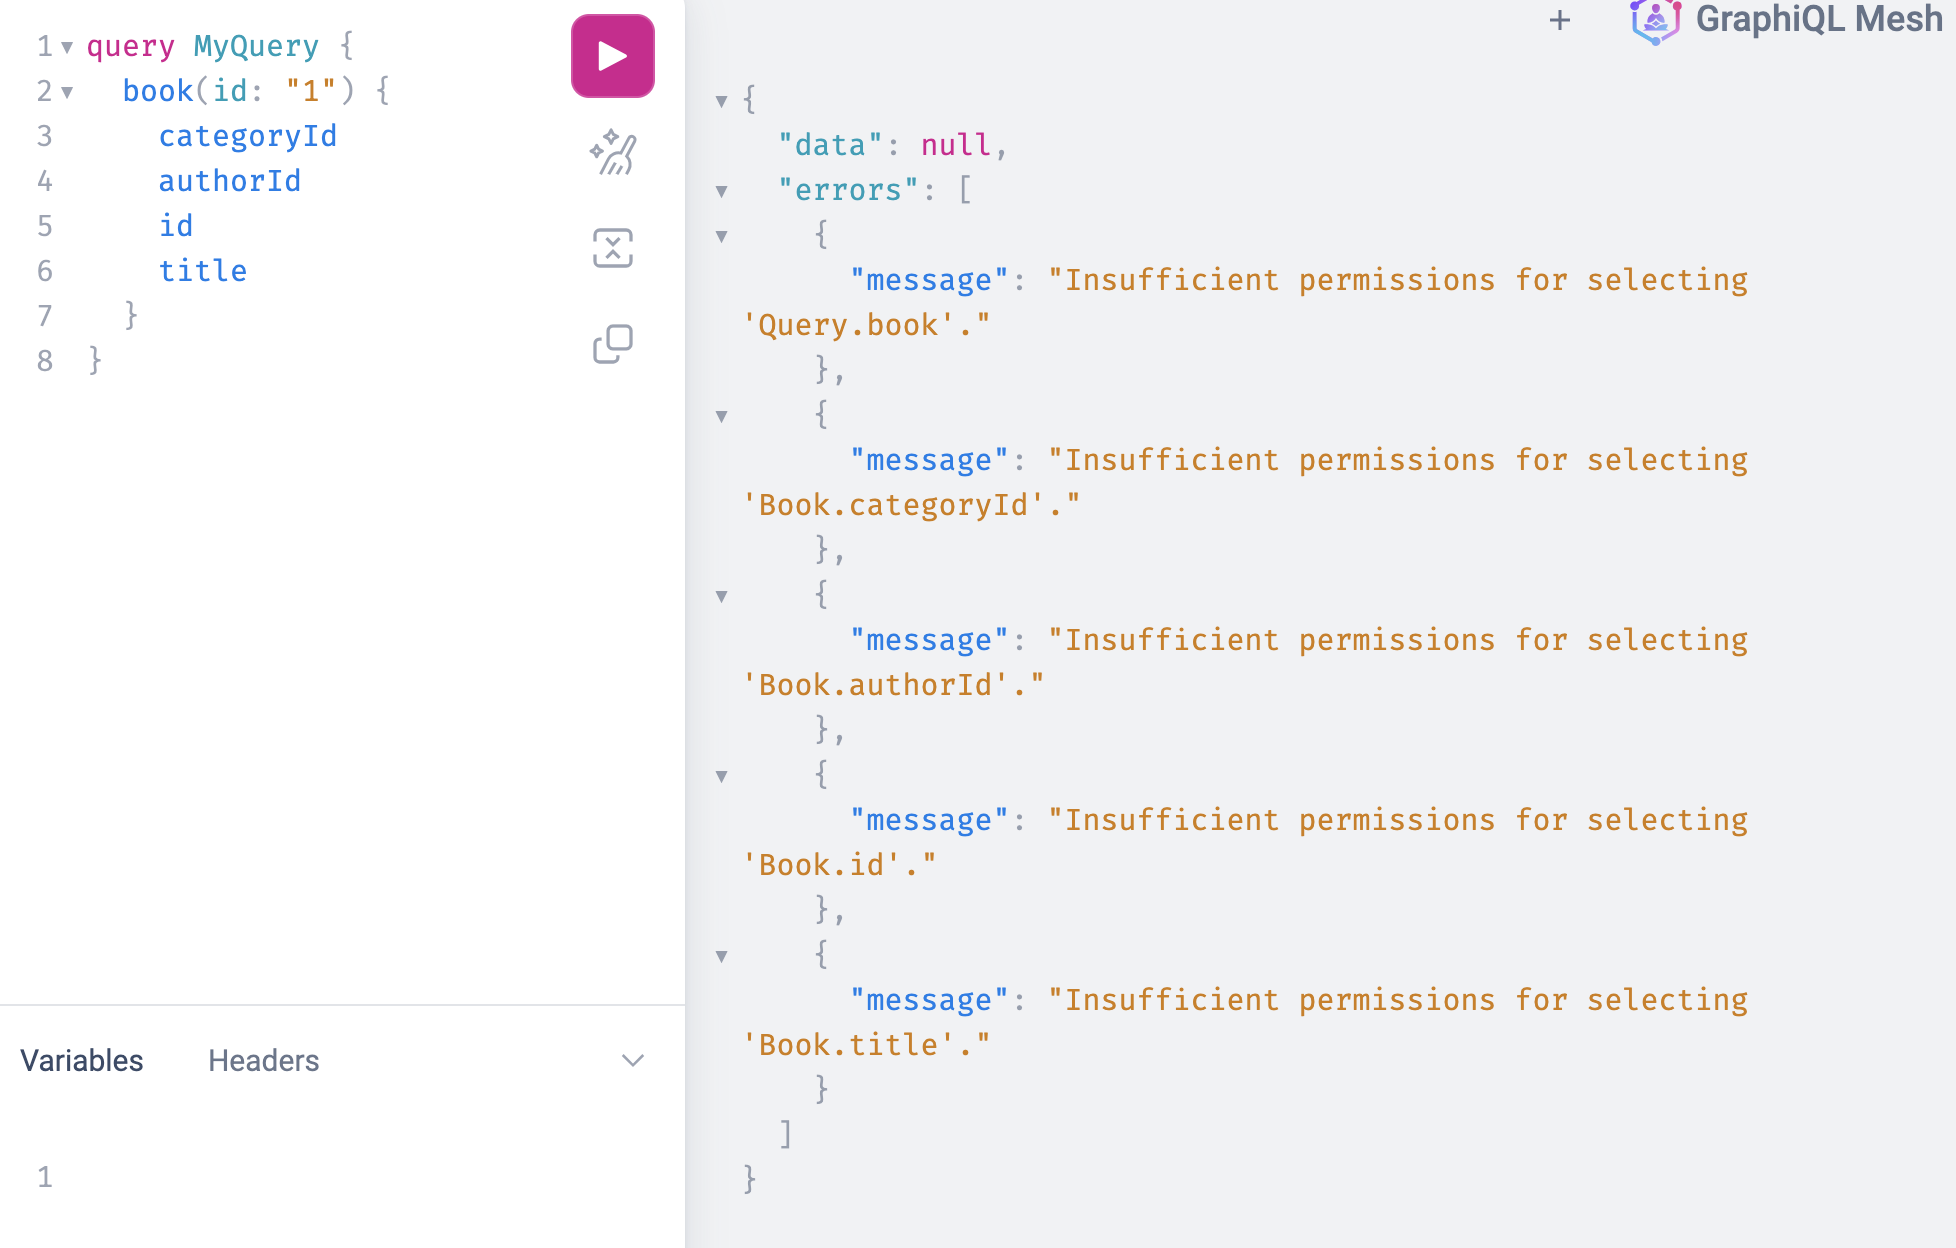 1 query MyQuery {
2 book(id: "1") {
3 categoryId
4 authorId
5 id
6 title
7 }
8 }
Variables Headers
1
+ GraphiQL Mesh
{
"data": null,
"errors": [
{
"message": "Insufficient permissions for selecting
'Query.book'."
},
{
"message": "Insufficient permissions for selecting
'Book.categoryId'."
},
{
"message": "Insufficient permissions for selecting
'Book.authorId'."
},
{
"message": "Insufficient permissions for selecting
'Book.id'."
},
{
"message": "Insufficient permissions for selecting
'Book.title'."
}
]
}